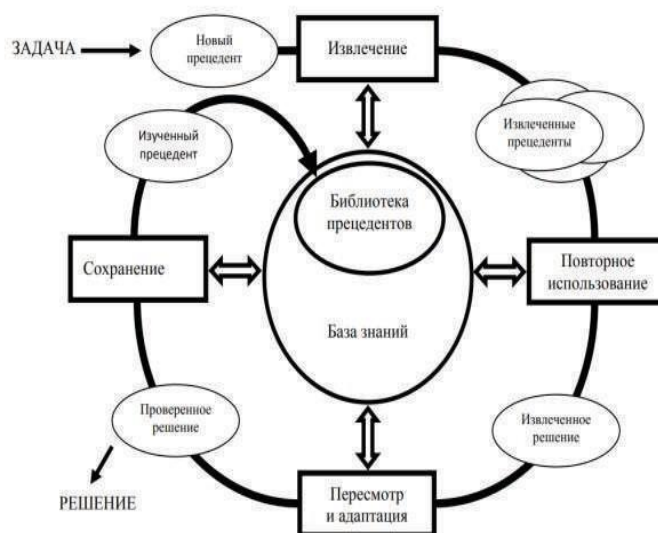 ЗАДАЧА
Новый
прецедент
Извлечение
Извлеченные
прецеденты
Изученный
прецедент
Библиотека
прецедентов
Сохранение
Повторное
использование
База знаний
Проверенное
решение
Извлеченное
решение
РЕШЕНИЕ
Пересмотр
и адаптация